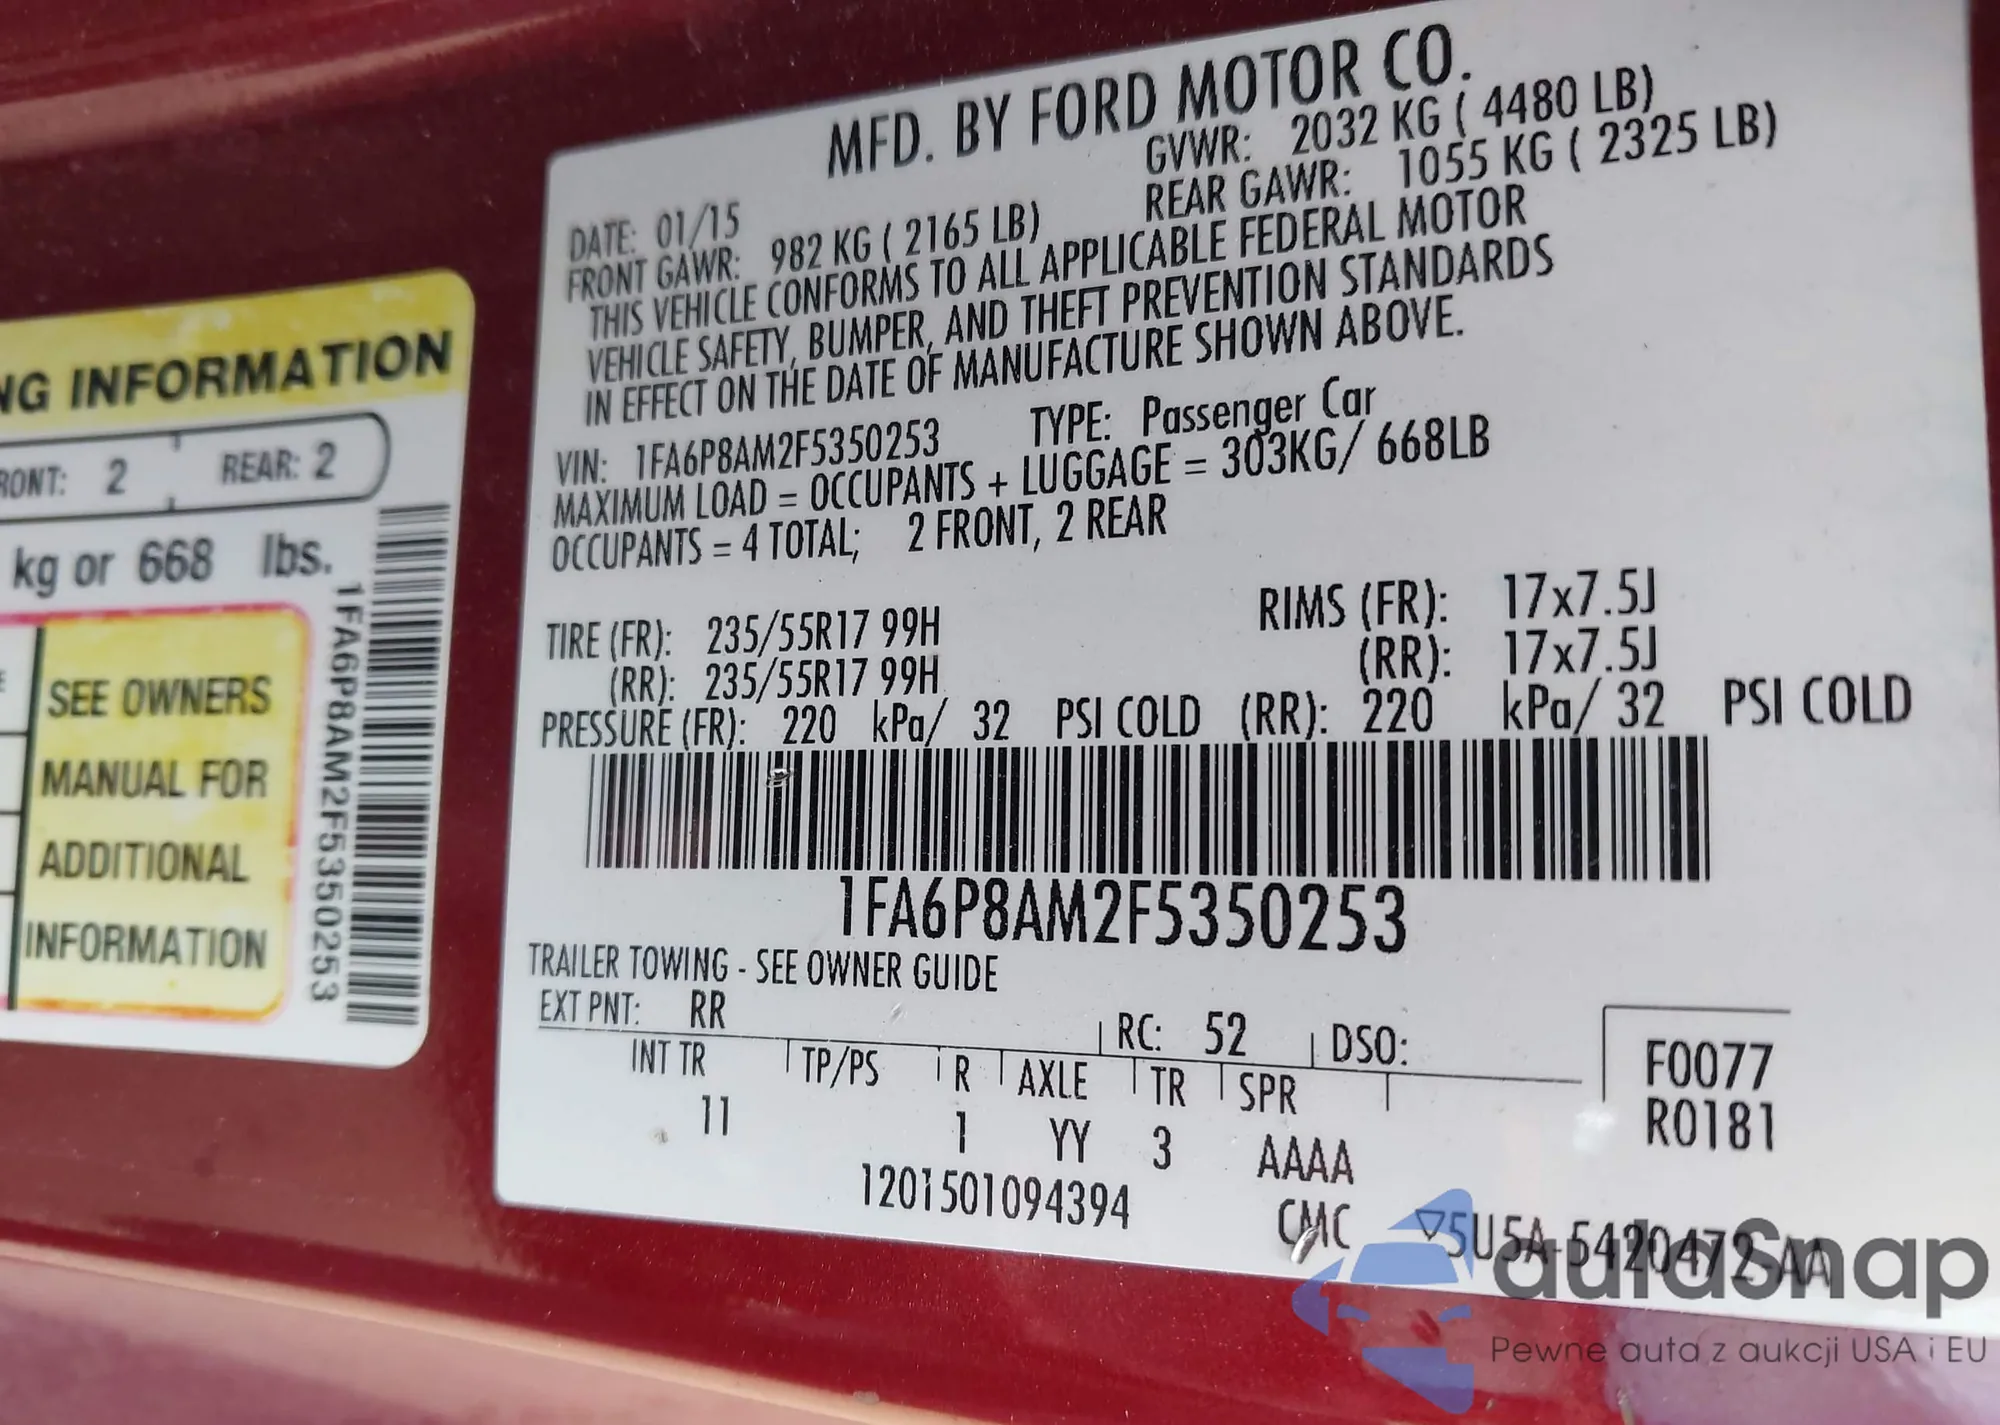 NG INFORMATION
RONT: 2 REAR: 2
kg or 668 lbs.
SEE OWNERS
MANUAL FOR
ADDITIONAL
INFORMATION
1FA6P8AM2F5350253
MFD. BY FORD MOTOR CO.
DATE: 01/15 GVWR: 2032 KG ( 4480 LB)
FRONT GAWR: 982 KG ( 2165 LB) REAR GAWR: 1055 KG ( 2325 LB)
THIS VEHICLE CONFORMS TO ALL APPLICABLE FEDERAL MOTOR
VEHICLE SAFETY, BUMPER, AND THEFT PREVENTION STANDARDS
IN EFFECT ON THE DATE OF MANUFACTURE SHOWN ABOVE.
VIN: 1FA6P8AM2F5350253 TYPE: Passenger Car
MAXIMUM LOAD = OCCUPANTS + LUGGAGE = 303KG/ 668LB
OCCUPANTS = 4 TOTAL; 2 FRONT, 2 REAR
TIRE (FR): 235/55R17 99H RIMS (FR): 17x7.5J
(RR): 235/55R17 99H (RR): 17x7.5J
PRESSURE (FR): 220 kPa/ 32 PSI COLD (RR): 220 kPa/ 32 PSI COLD
1FA6P8AM2F5350253
TRAILER TOWING - SEE OWNER GUIDE
EXT PNT: RR RC: 52 DSO:
INT TR TP/PS R AXLE TR SPR
11 1 YY 3 AAAA
F0077
R0181
1201501094394
CMC ▽5U5A-5420472-AA
autaSnap
Pewne auta z aukcji USA i EU